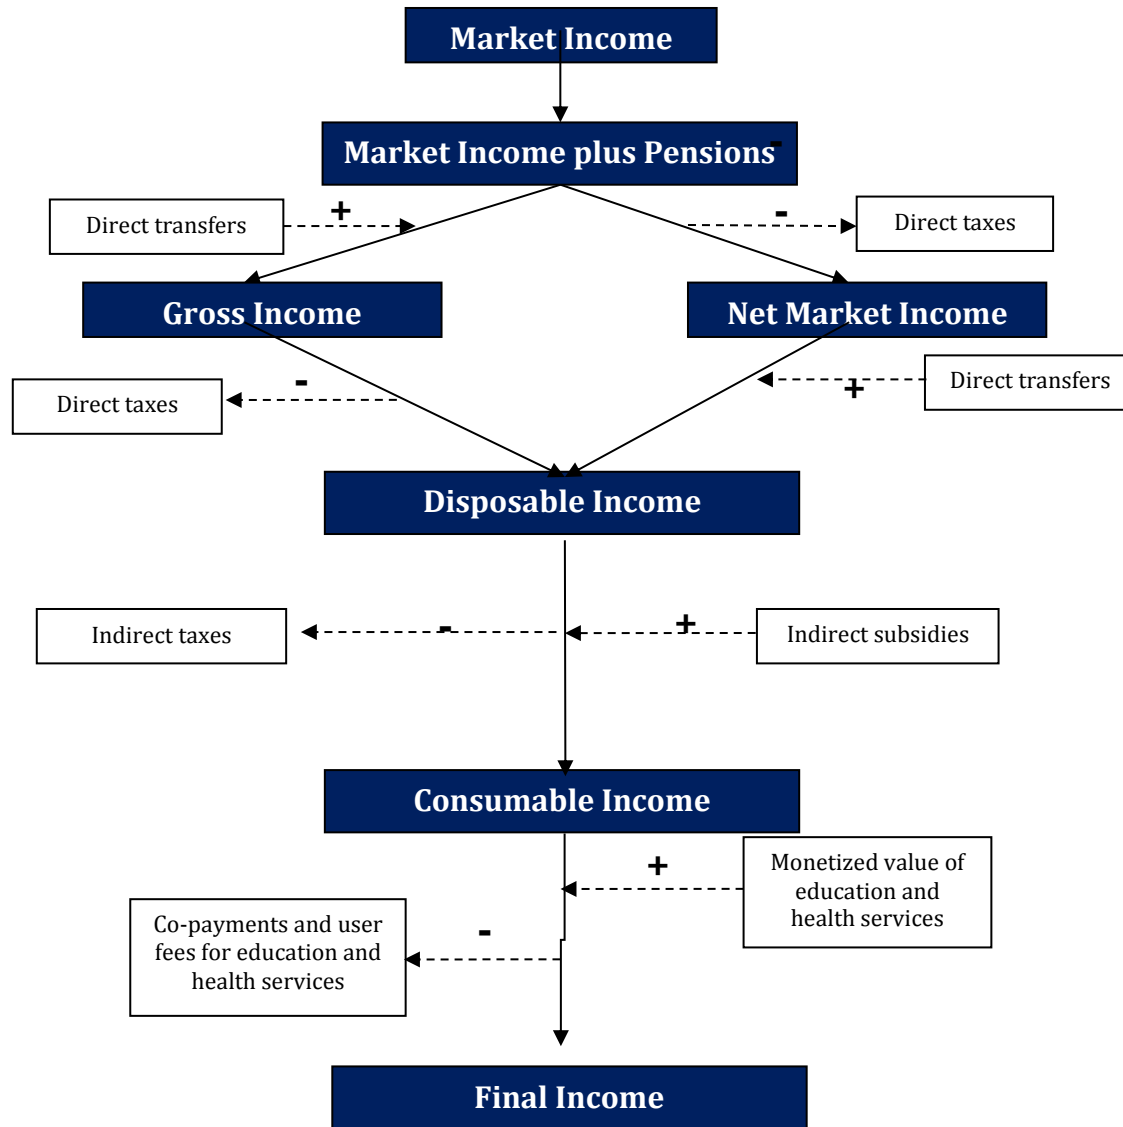 Market Income
Market Income plus Pensions
-
Direct transfers
+
-
Direct taxes
Gross Income
Net Market Income
Direct taxes
-
+
Direct transfers
Disposable Income
Indirect taxes
-
+
Indirect subsidies
Consumable Income
+
Monetized value of
education and
health services
Co-payments and user
fees for education and
health services
-
Final Income